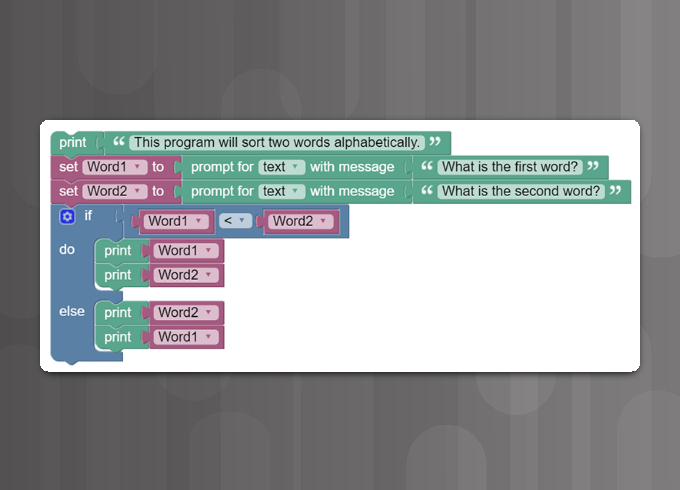 print “ This program will sort two words alphabetically. ”
set Word1 to prompt for text with message “ What is the first word? ”
set Word2 to prompt for text with message “ What is the second word? ”
if Word1 < Word2
do print Word1
print Word2
else print Word2
print Word1